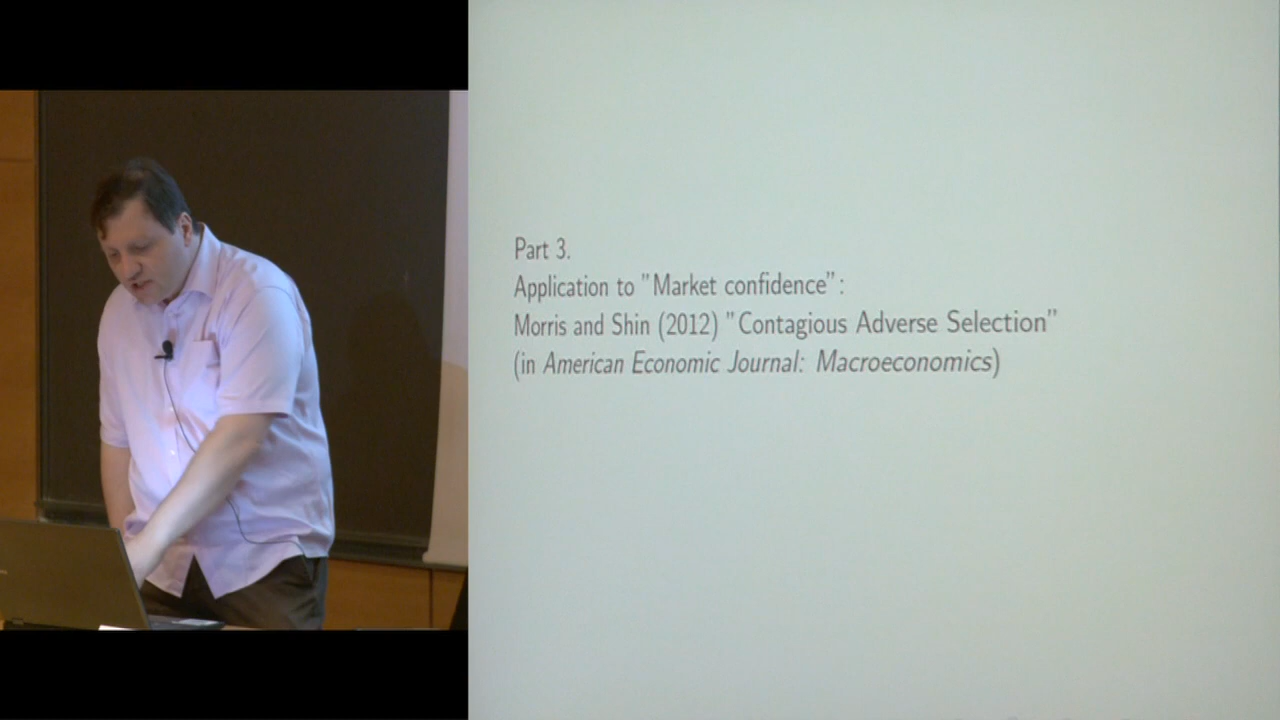 Part 3.
Application to "Market confidence":
Morris and Shin (2012) "Contagious Adverse Selection"
(in American Economic Journal: Macroeconomics)